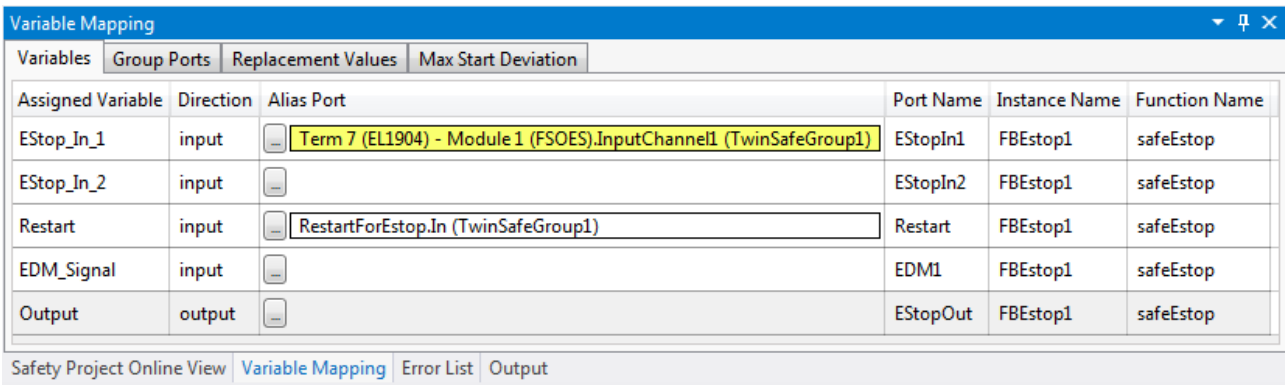 Variable Mapping
Variables Group Ports Replacement Values Max Start Deviation
Assigned Variable Direction Alias Port Port Name Instance Name Function Name
EStop_In_1 input ... Term 7 (EL1904) - Module 1 (FSOES).InputChannel1 (TwinSafeGroup1) EStopIn1 FBEstop1 safeEstop
EStop_In_2 input ... EStopIn2 FBEstop1 safeEstop
Restart input ... RestartForEstop.In (TwinSafeGroup1) Restart FBEstop1 safeEstop
EDM_Signal input ... EDM1 FBEstop1 safeEstop
Output output ... EStopOut FBEstop1 safeEstop
Safety Project Online View Variable Mapping Error List Output